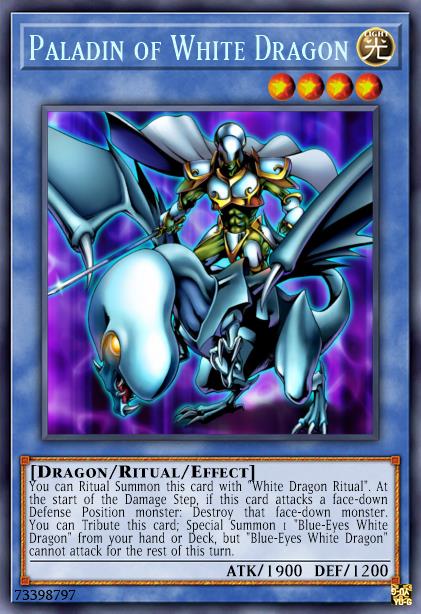 PALADIN OF WHITE DRAGON
LIGHT
光
[DRAGON/RITUAL/EFFECT]
You can Ritual Summon this card with "White Dragon Ritual". At
the start of the Damage Step, if this card attacks a face-down
Defense Position monster: Destroy that face-down monster.
You can Tribute this card; Special Summon 1 "Blue-Eyes White
Dragon" from your hand or Deck, but "Blue-Eyes White Dragon"
cannot attack for the rest of this turn.
ATK/1900 DEF/1200
73398797